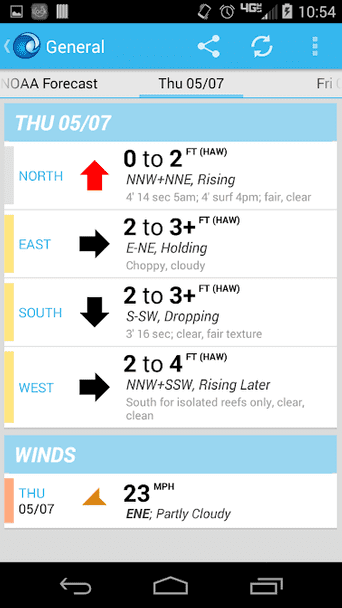 4G LTE 10:54
General
NOAA Forecast Thu 05/07 Fri
THU 05/07
NORTH
0 to 2 FT (HAW)
NNW+NNE, Rising
4' 14 sec 5am; 4' surf 4pm; fair, clear
EAST
2 to 3+ FT (HAW)
E-NE, Holding
Choppy, cloudy
SOUTH
2 to 3+ FT (HAW)
S-SW, Dropping
3' 16 sec; clear, fair texture
WEST
2 to 4 FT (HAW)
NNW+SSW, Rising Later
South for isolated reefs only, clear,
clean
WINDS
THU
05/07
23 MPH
ENE; Partly Cloudy